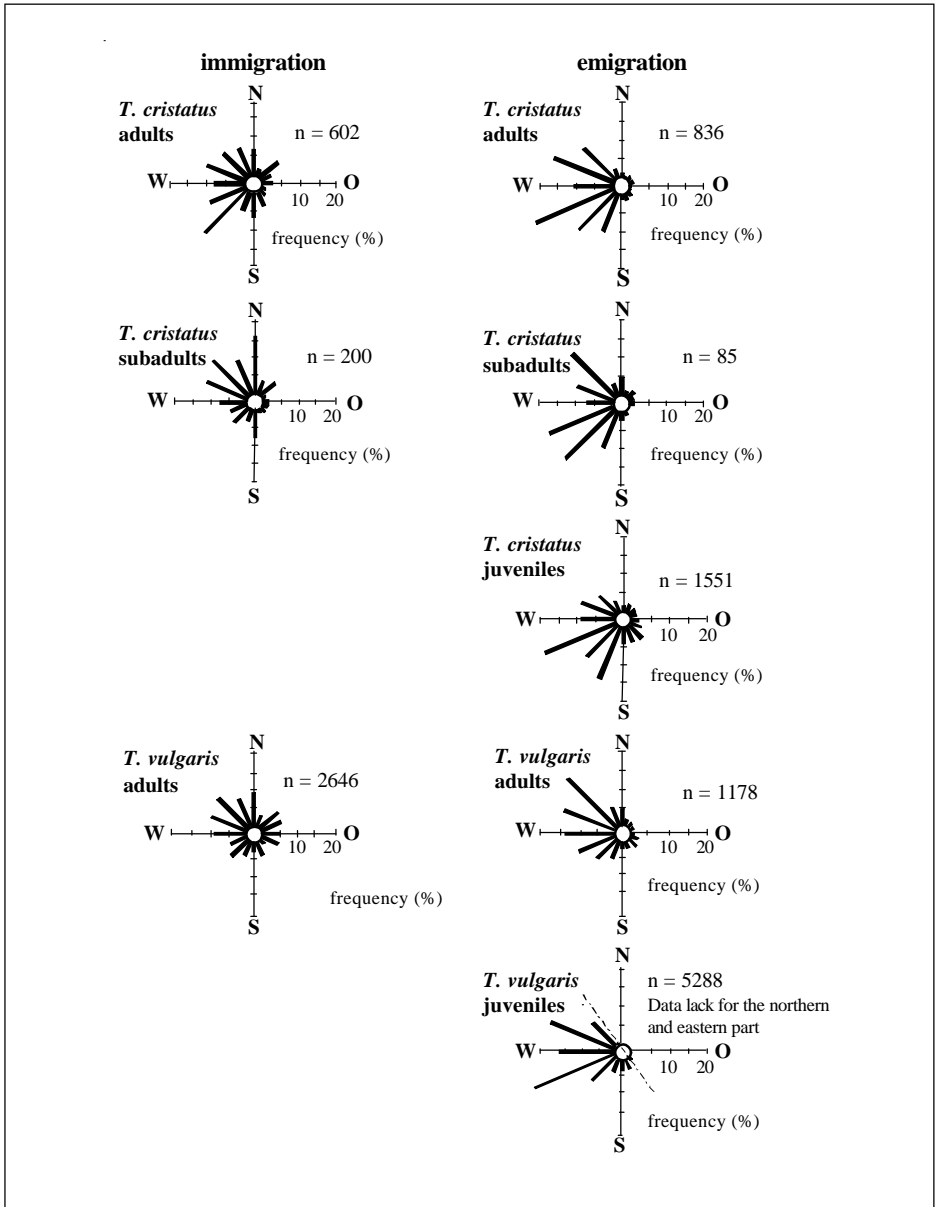 immigration
emigration
N
T. cristatus
adults
n = 602
W
O
10 20
frequency (%)
S
N
T. cristatus
adults
n = 836
W
O
10 20
frequency (%)
S
N
T. cristatus
subadults
n = 200
W
O
10 20
frequency (%)
S
N
T. cristatus
subadults
n = 85
W
O
10 20
frequency (%)
S
N
T. cristatus
juveniles
n = 1551
W
O
10 20
frequency (%)
S
N
T. vulgaris
adults
n = 2646
W
O
10 20
frequency (%)
S
N
T. vulgaris
adults
n = 1178
W
O
10 20
frequency (%)
S
N
T. vulgaris
juveniles
n = 5288
Data lack for the northern
and eastern part
W
O
10 20
frequency (%)
S